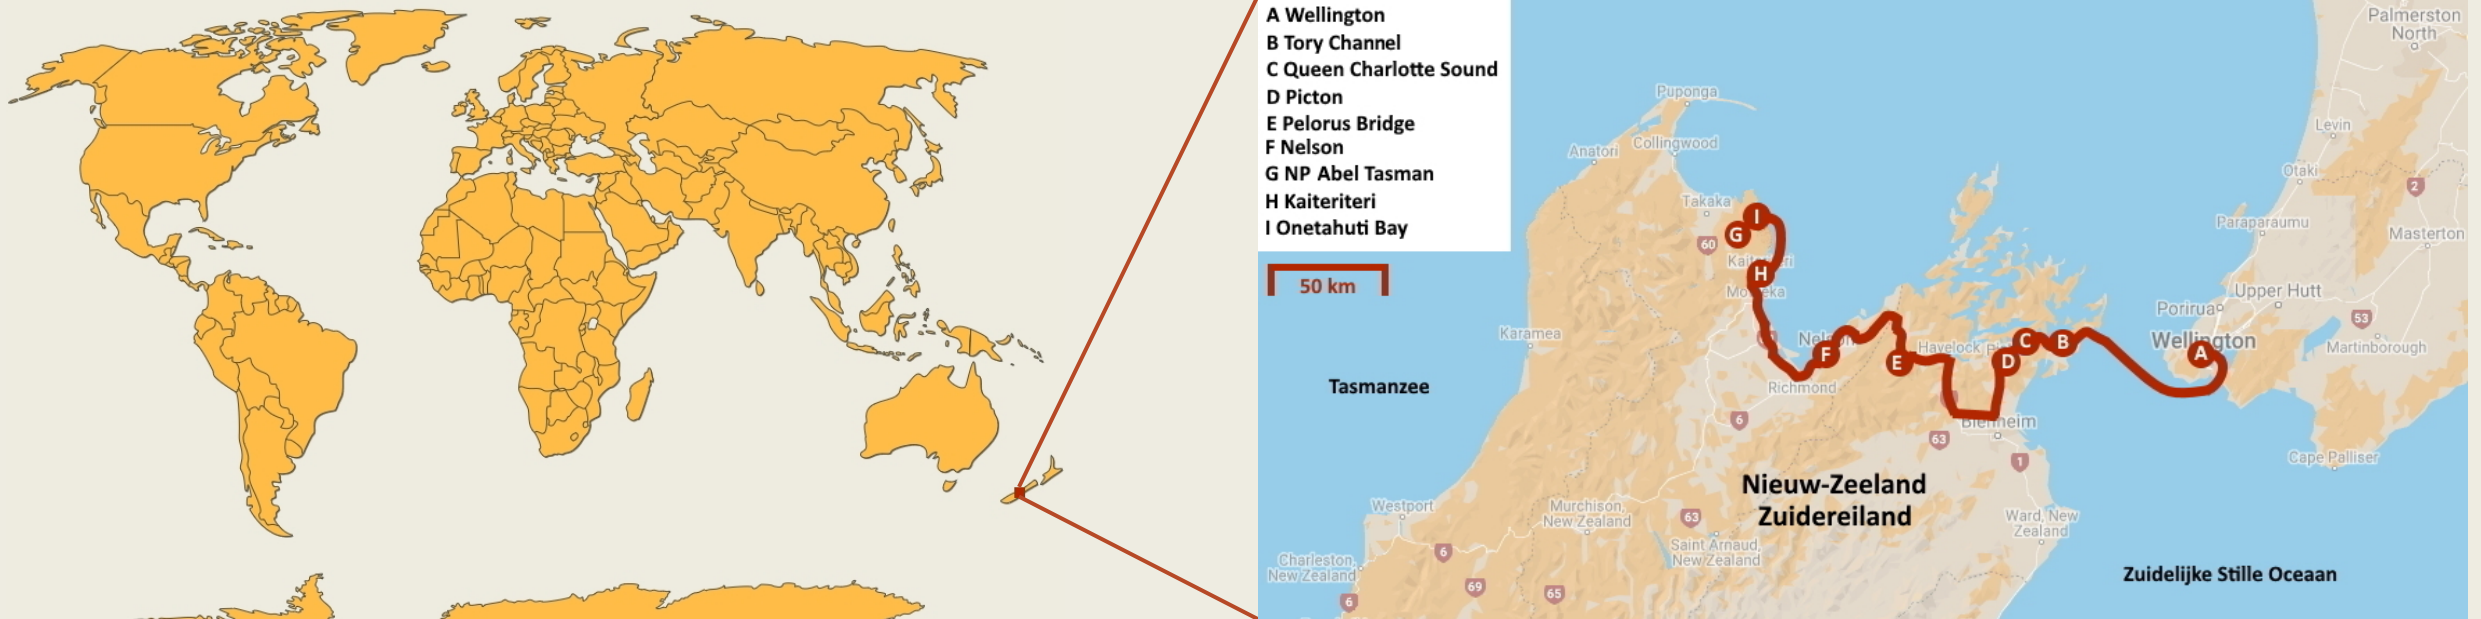 A Wellington
B Tory Channel
C Queen Charlotte Sound
D Picton
E Pelorus Bridge
F Nelson
G NP Abel Tasman
H Kaiteriteri
I Onetahuti Bay
50 km
Palmerston
North
Puponga
Collingwood
Anatori
Levin
Otaki
2
Takaka
I
G
60
Paraparaumu
Masterton
H
Upper Hutt
Porirua
53
Karamea
Wellington
Martinborough
A
B
C
D
E
F
Havelock
Tasmanzee
Richmond
6
Blenheim
63
1
Cape Palliser
Nieuw-Zeeland
Zuidereiland
Westport
Murchison,
New Zealand
63
Ward, New
Zealand
Saint Arnaud,
New Zealand
6
Charleston,
New Zealand
69
65
6
Zuidelijke Stille Oceaan